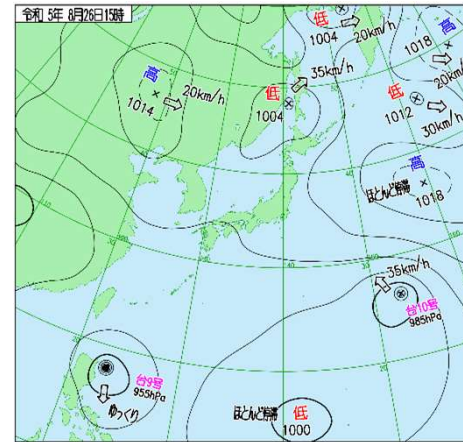 令和 5年 8月26日15時
低
1004
20km/h
高
1018
20km/h
35km/h
高
1014
20km/h
低
1004
低
1012
30km/h
高
ほとんど停滞
1018
35km/h
台10号
985hPa
台9号
955hPa
ゆっくり
ほとんど停滞
低
1000